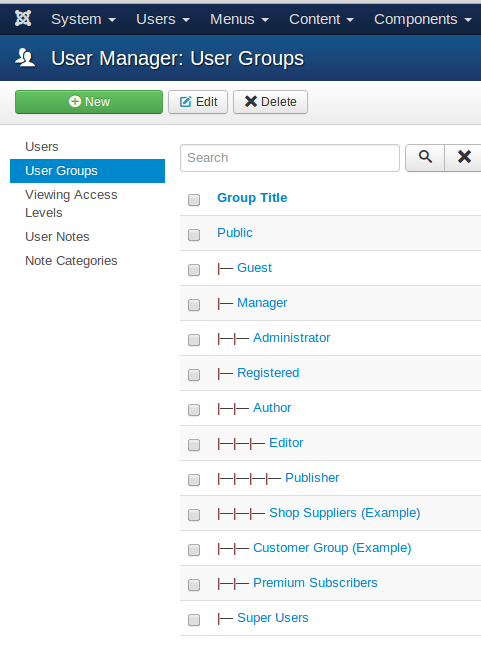 System Users Menus Content Components
User Manager: User Groups
New Edit Delete
Users
User Groups
Viewing Access
Levels
User Notes
Note Categories
Search
Group Title
Public
|— Guest
|— Manager
|—|— Administrator
|— Registered
|—|— Author
|—|—|— Editor
|—|—|—|— Publisher
|—|—|— Shop Suppliers (Example)
|—|— Customer Group (Example)
|—|— Premium Subscribers
|— Super Users